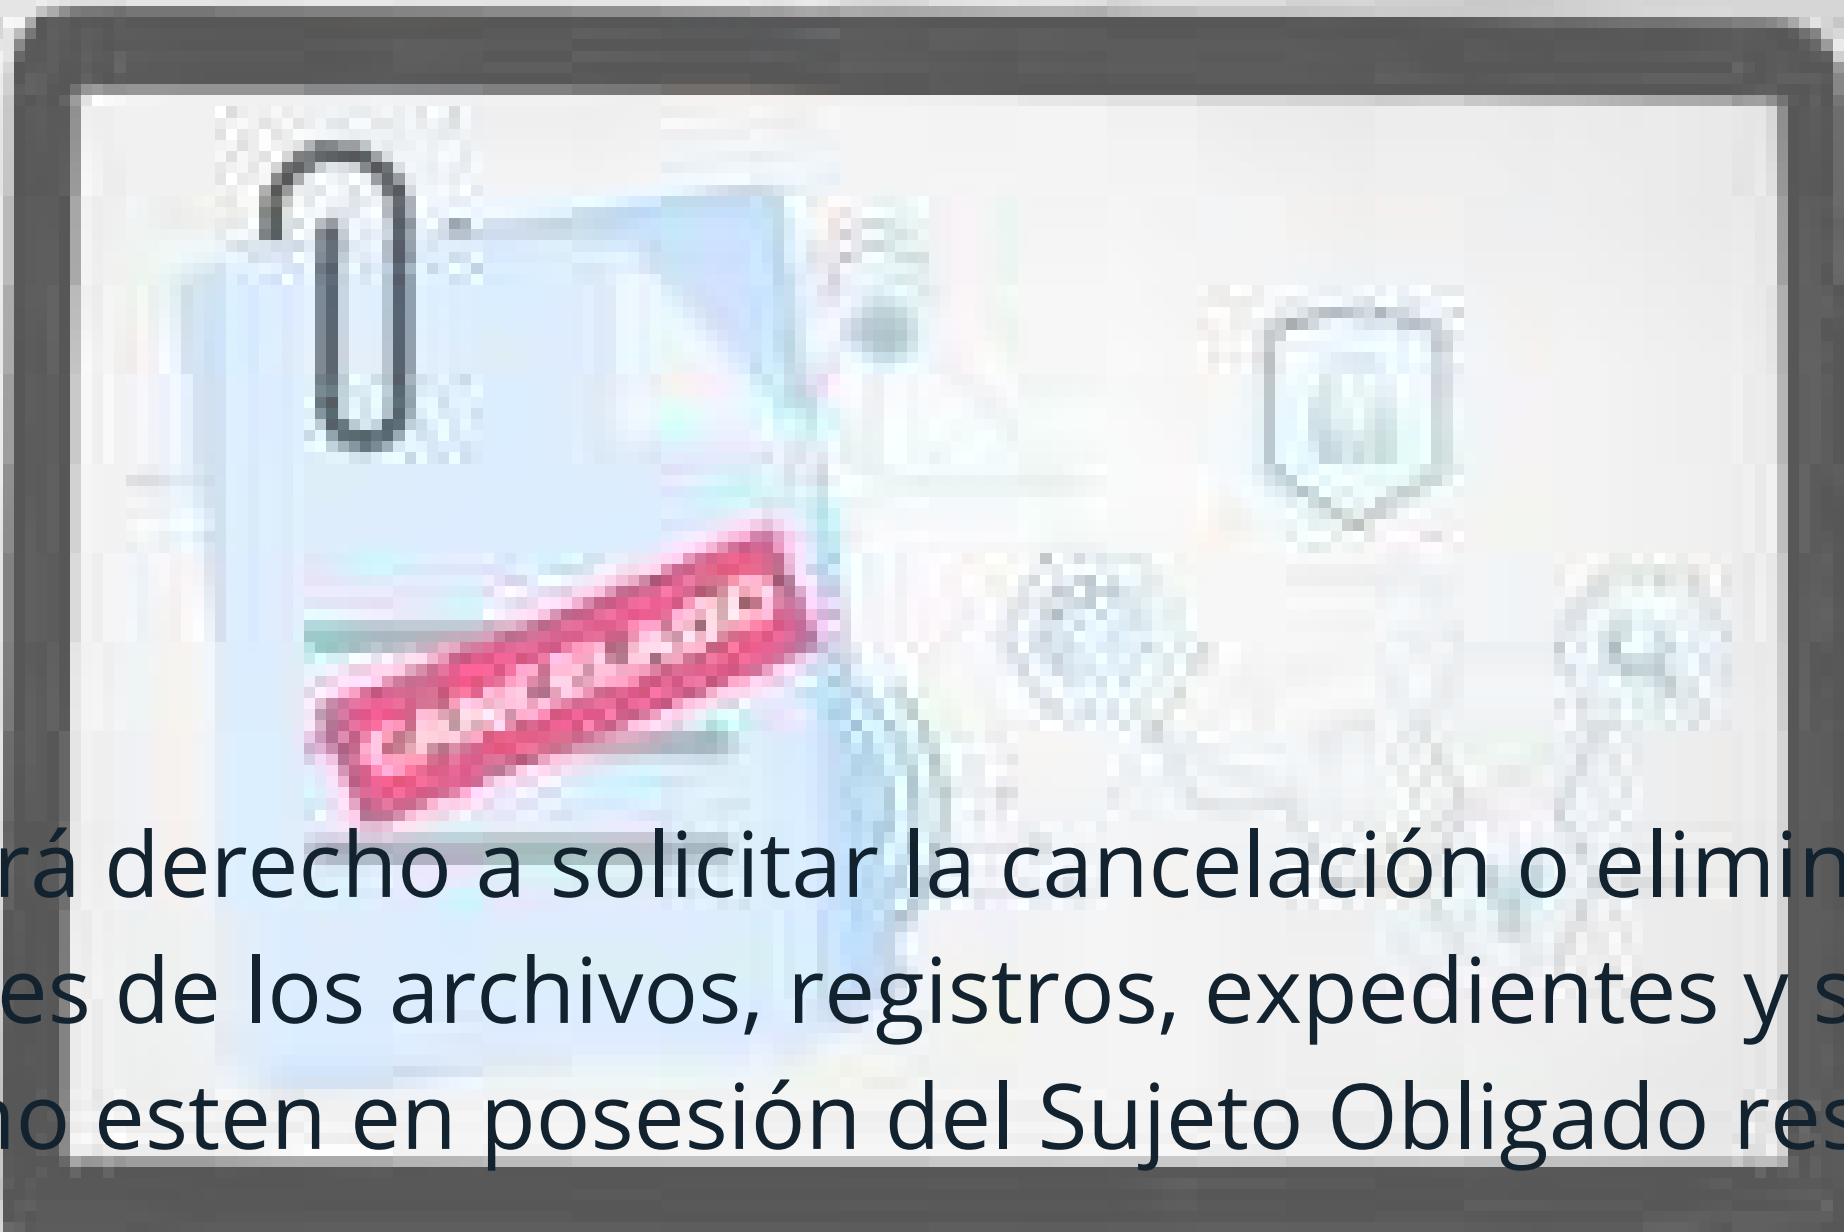 rá derecho a solicitar la cancelación o elimin
es de los archivos, registros, expedientes y s
no esten en posesión del Sujeto Obligado res